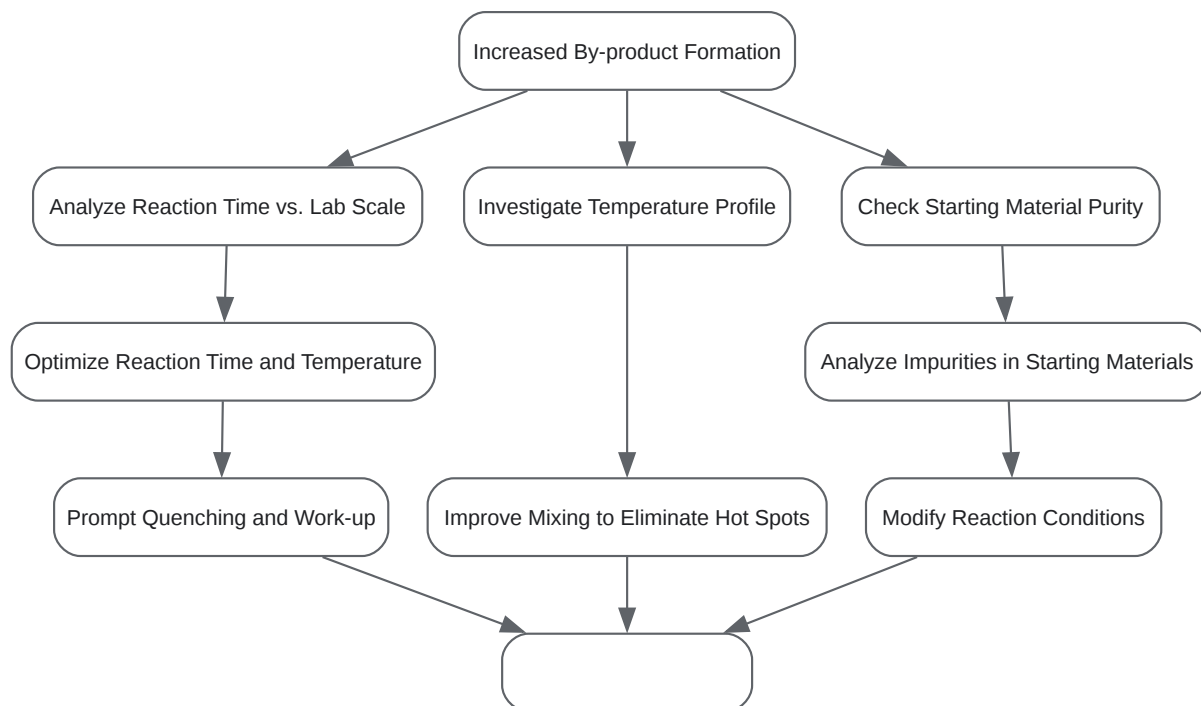 Increased By-product Formation
Analyze Reaction Time vs. Lab Scale
Investigate Temperature Profile
Check Starting Material Purity
Optimize Reaction Time and Temperature
Analyze Impurities in Starting Materials
Prompt Quenching and Work-up
Improve Mixing to Eliminate Hot Spots
Modify Reaction Conditions